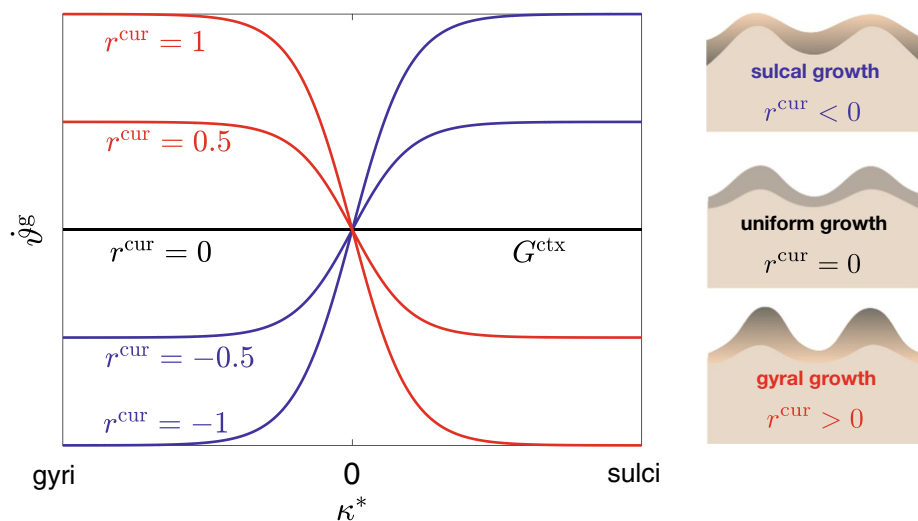 r^cur = 1
r^cur = 0.5
ϑ̇^g
r^cur = 0
G^ctx
r^cur = −0.5
r^cur = −1
gyri
0
sulci
κ*
sulcal growth
r^cur < 0
uniform growth
r^cur = 0
gyral growth
r^cur > 0